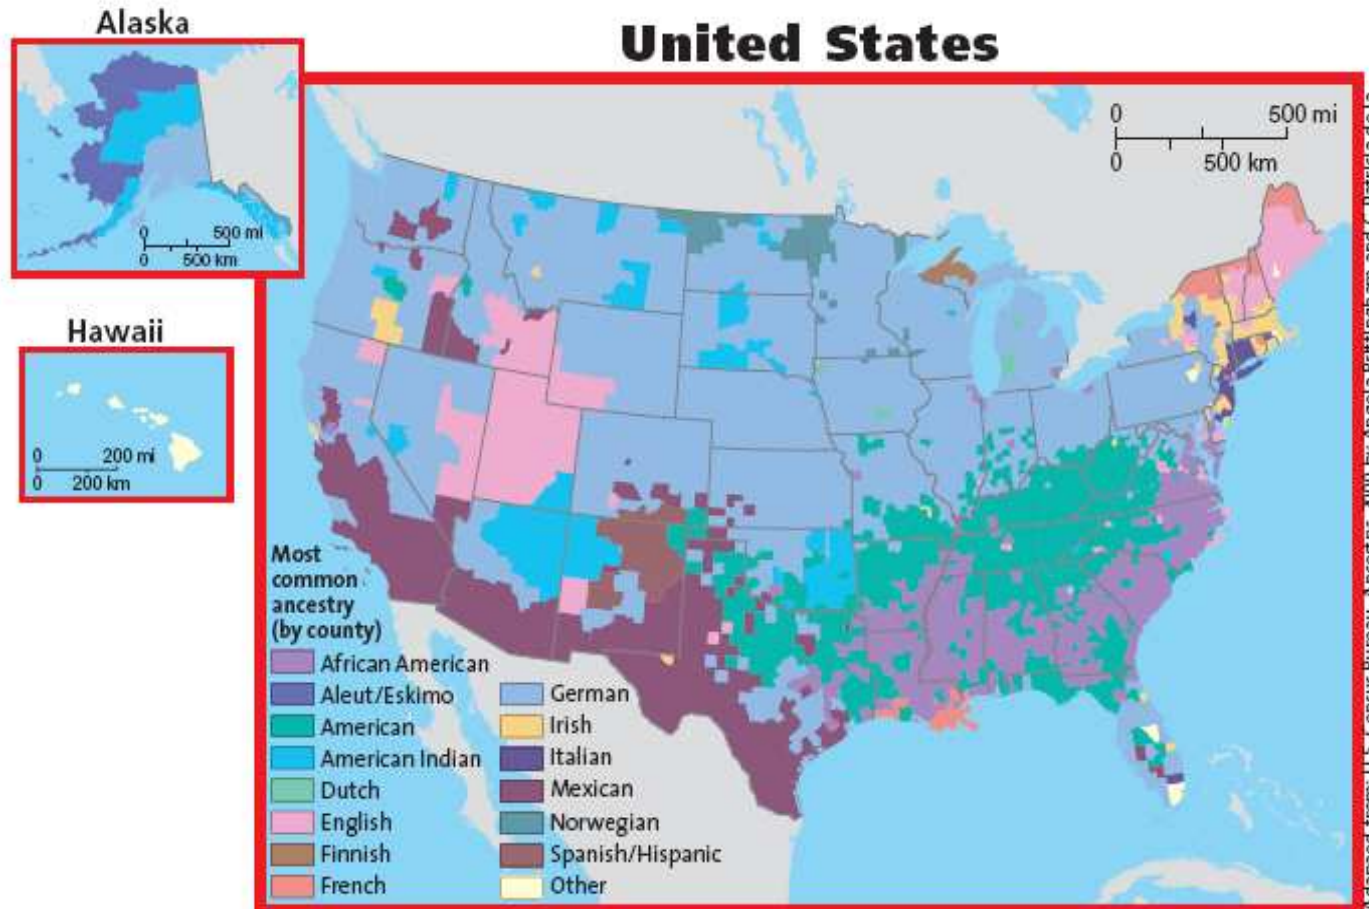 Alaska
United States
0 500 mi
0 500 km
0 500 mi
0 500 km
Hawaii
0 200 mi
0 200 km
Most
common
ancestry
(by county)
African American
Aleut/Eskimo
American
American Indian
Dutch
English
Finnish
French
German
Irish
Italian
Mexican
Norwegian
Spanish/Hispanic
Other